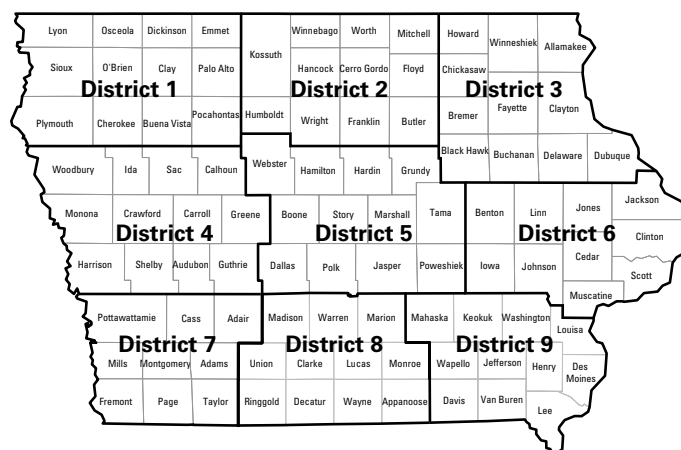 Lyon Osceola Dickinson Emmet Winnebago Worth Mitchell Howard Winneshiek Allamakee
Kossuth
Sioux O'Brien Clay Palo Alto Hancock Cerro Gordo Floyd Chickasaw
District 1 District 2 District 3
Plymouth Cherokee Buena Vista Pocahontas Humboldt Wright Franklin Butler Bremer Fayette Clayton
Woodbury Ida Sac Calhoun Webster Hamilton Hardin Grundy Black Hawk Buchanan Delaware Dubuque
Monona Crawford Carroll Greene Boone Story Marshall Tama Benton Linn Jones Jackson
District 4 District 5 District 6
Clinton
Harrison Shelby Audubon Guthrie Dallas Polk Jasper Poweshiek Iowa Johnson Cedar Scott
Muscatine
Pottawattamie Cass Adair Madison Warren Marion Mahaska Keokuk Washington Louisa
District 7 District 8 District 9
Mills Montgomery Adams Union Clarke Lucas Monroe Wapello Jefferson Henry Des Moines
Fremont Page Taylor Ringgold Decatur Wayne Appanoose Davis Van Buren Lee